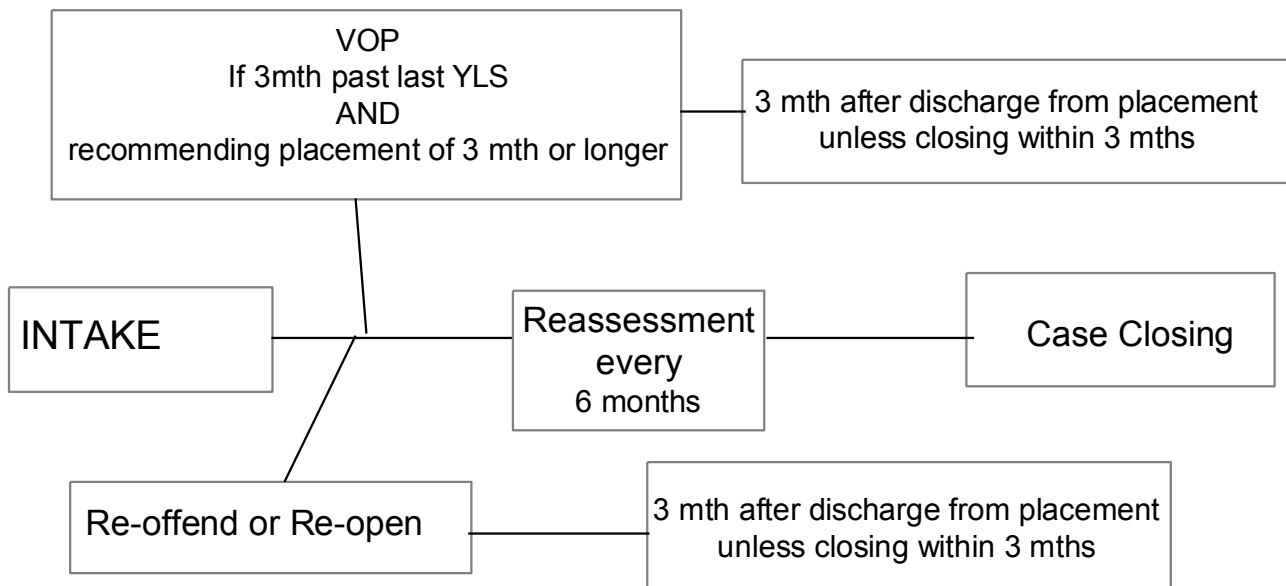 VOP
If 3mth past last YLS
AND
recommending placement of 3 mth or longer
3 mth after discharge from placement
unless closing within 3 mths
INTAKE
Reassessment
every
6 months
Case Closing
Re-offend or Re-open
3 mth after discharge from placement
unless closing within 3 mths